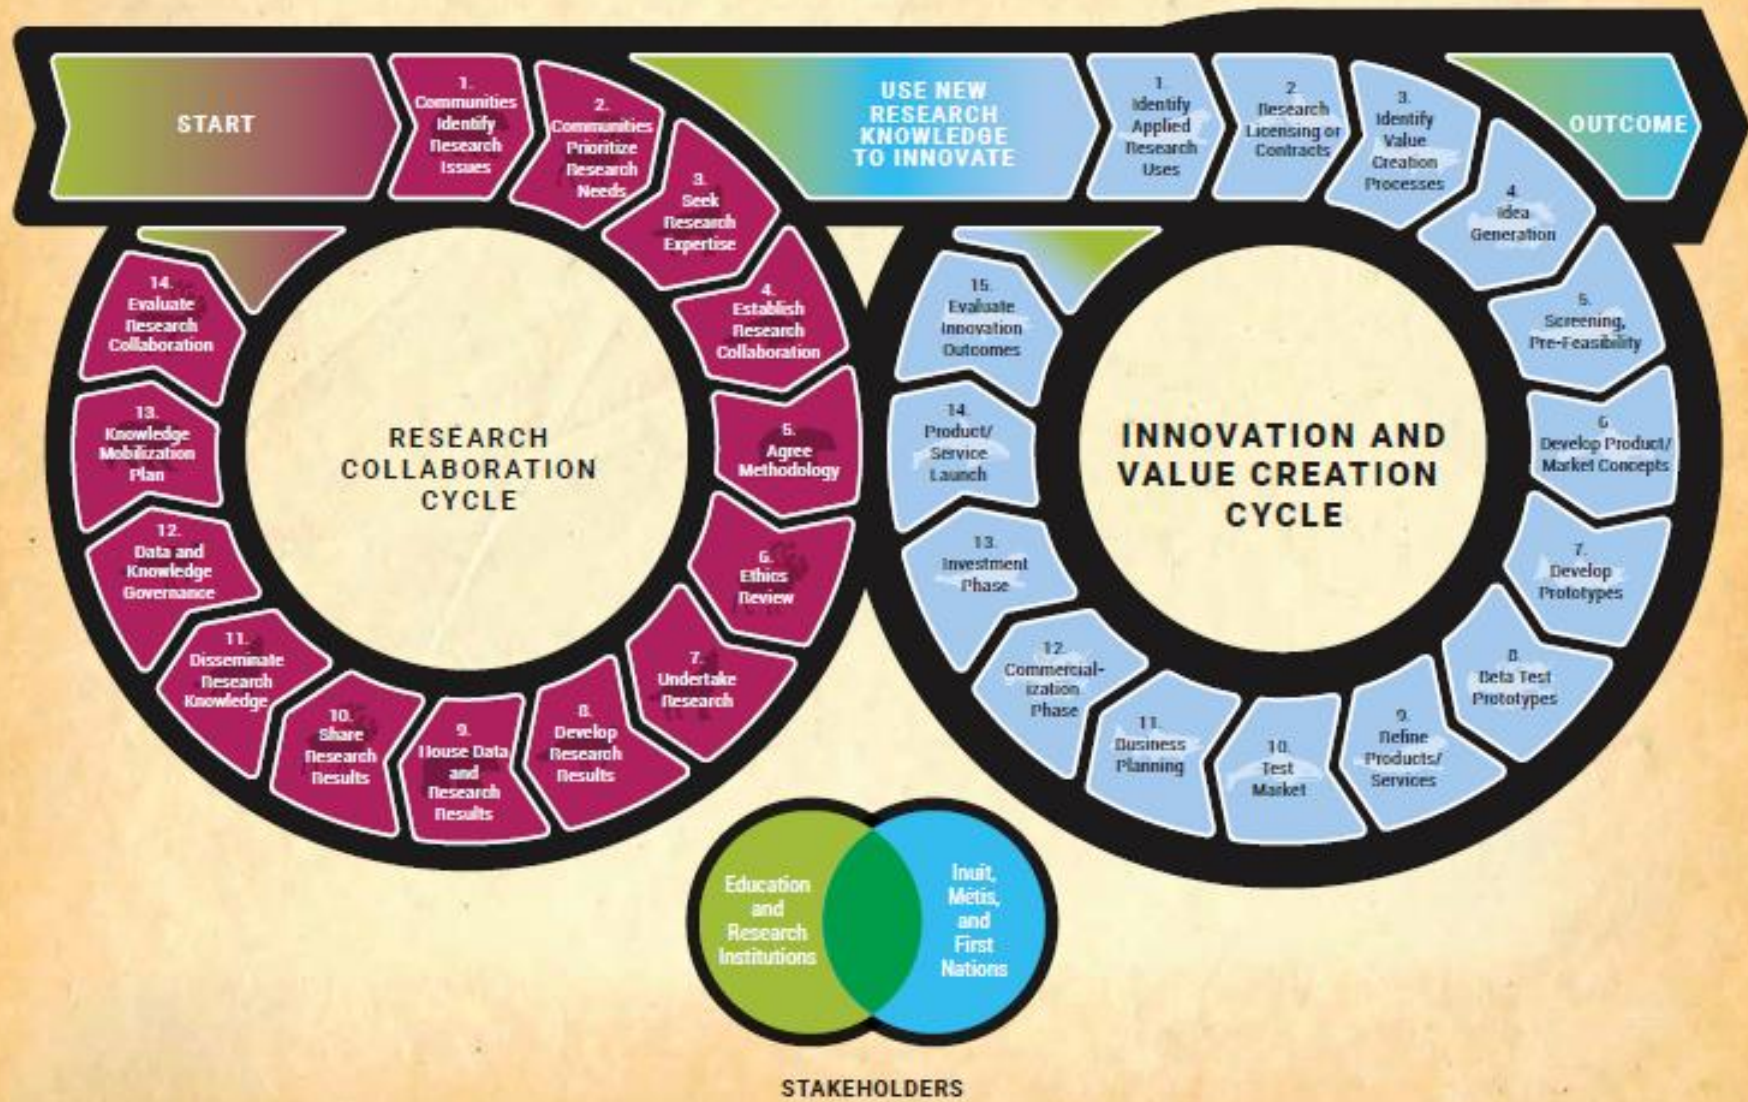 START
1.
Communities
Identify
Research
Issues
2.
Communities
Prioritize
Research
Needs
3.
Seek
Research
Expertise
4.
Establish
Research
Collaboration
5.
Agree
Methodology
6.
Ethics
Review
7.
Undertake
Research
8.
Develop
Research
Results
9.
House Data
and
Research
Results
10.
Share
Research
Results
11.
Disseminate
Research
Knowledge
12.
Data and
Knowledge
Governance
13.
Knowledge
Mobilization
Plan
14.
Evaluate
Research
Collaboration
RESEARCH
COLLABORATION
CYCLE
USE NEW
RESEARCH
KNOWLEDGE
TO INNOVATE
1.
Identify
Applied
Research
Uses
2
Research
Licensing or
Contracts
3.
Identify
Value
Creation
Processes
4.
Idea
Generation
5.
Screening,
Pre-Feasibility
6
Develop Product/
Market Concepts
7.
Develop
Prototypes
8.
Beta Test
Prototypes
9.
Refine
Products/
Services
10.
Test
Market
11.
Business
Planning
12.
Commercial-
ization
Phase
13.
Investment
Phase
14.
Product/
Service
Launch
15.
Evaluate
Innovation
Outcomes
INNOVATION AND
VALUE CREATION
CYCLE
OUTCOME
Education
and
Research
Institutions
Inuit,
Métis,
and
First
Nations
STAKEHOLDERS